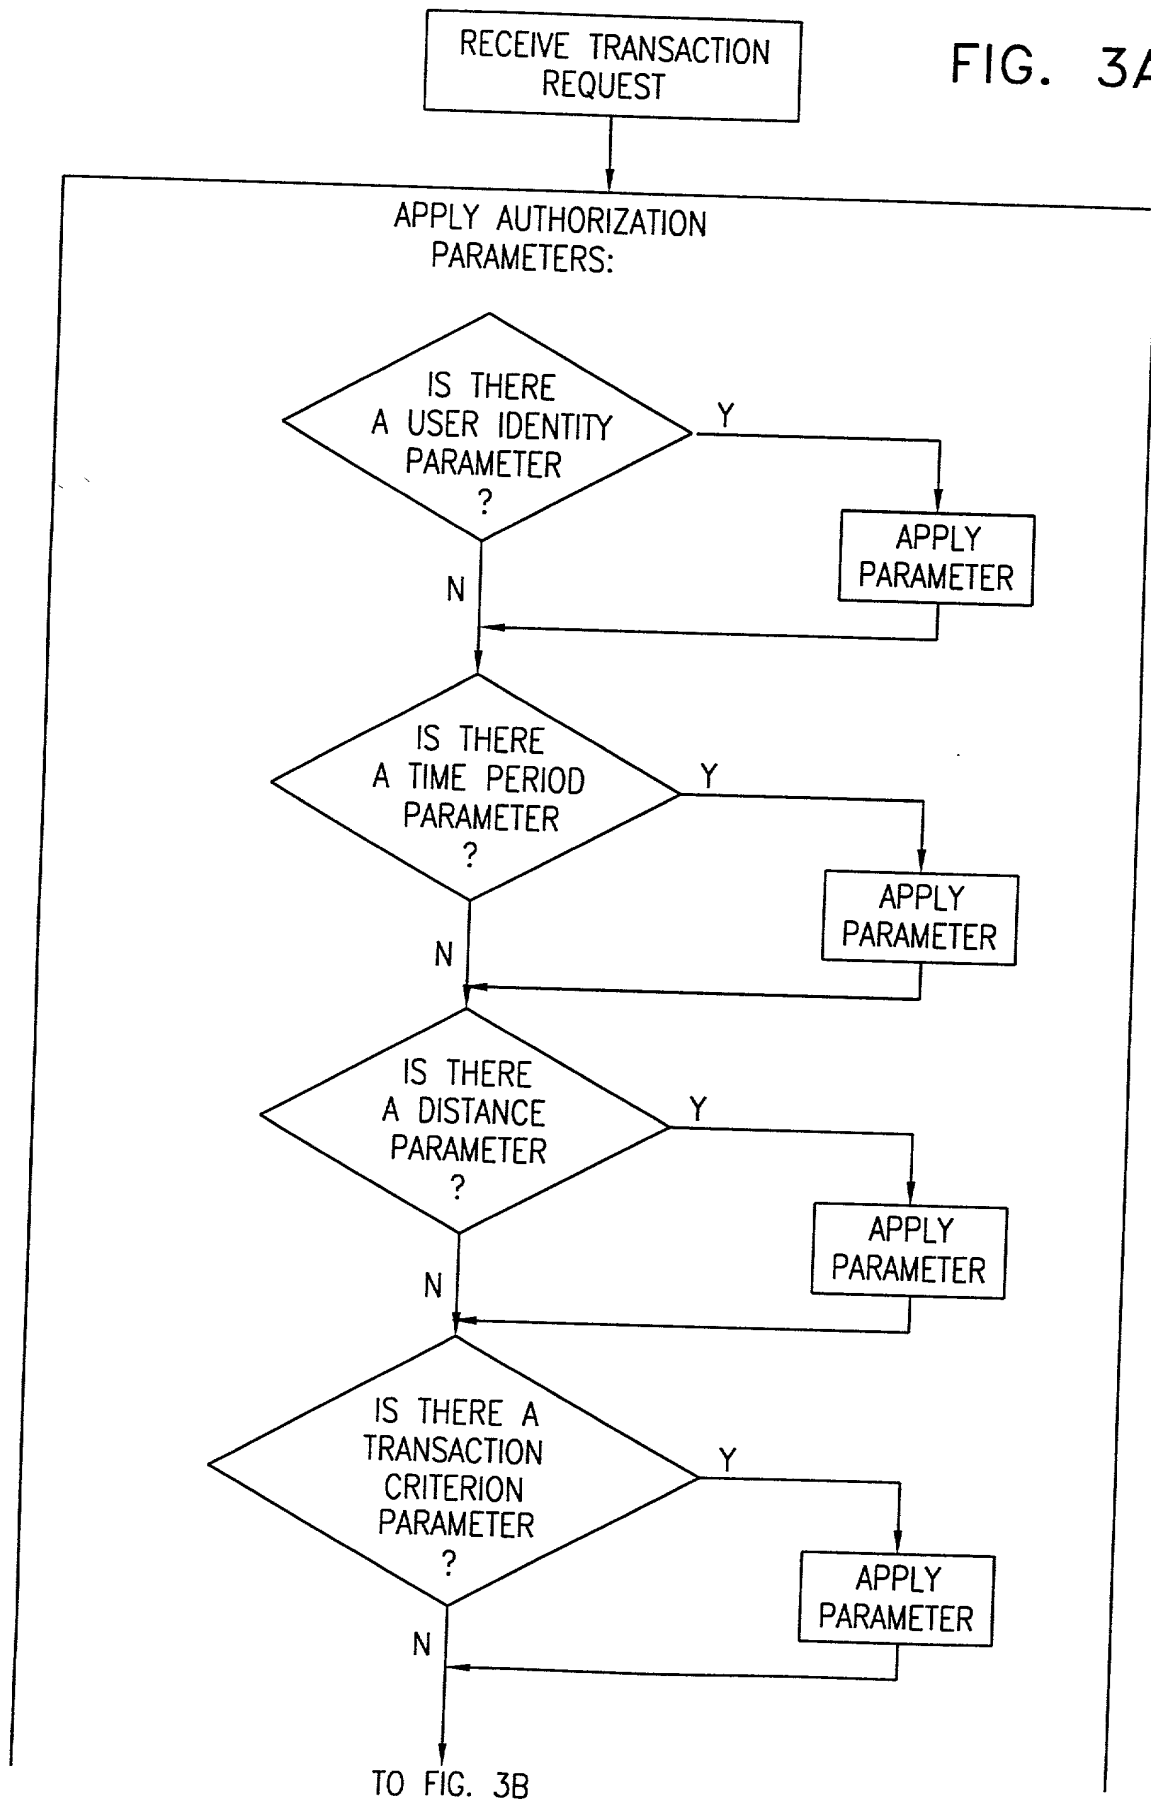 RECEIVE TRANSACTION
REQUEST
FIG. 3A
APPLY AUTHORIZATION
PARAMETERS:
IS THERE
A USER IDENTITY
PARAMETER
?
Y
APPLY
PARAMETER
N
IS THERE
A TIME PERIOD
PARAMETER
?
Y
APPLY
PARAMETER
N
IS THERE
A DISTANCE
PARAMETER
?
Y
APPLY
PARAMETER
N
IS THERE A
TRANSACTION
CRITERION
PARAMETER
?
Y
APPLY
PARAMETER
N
TO FIG. 3B